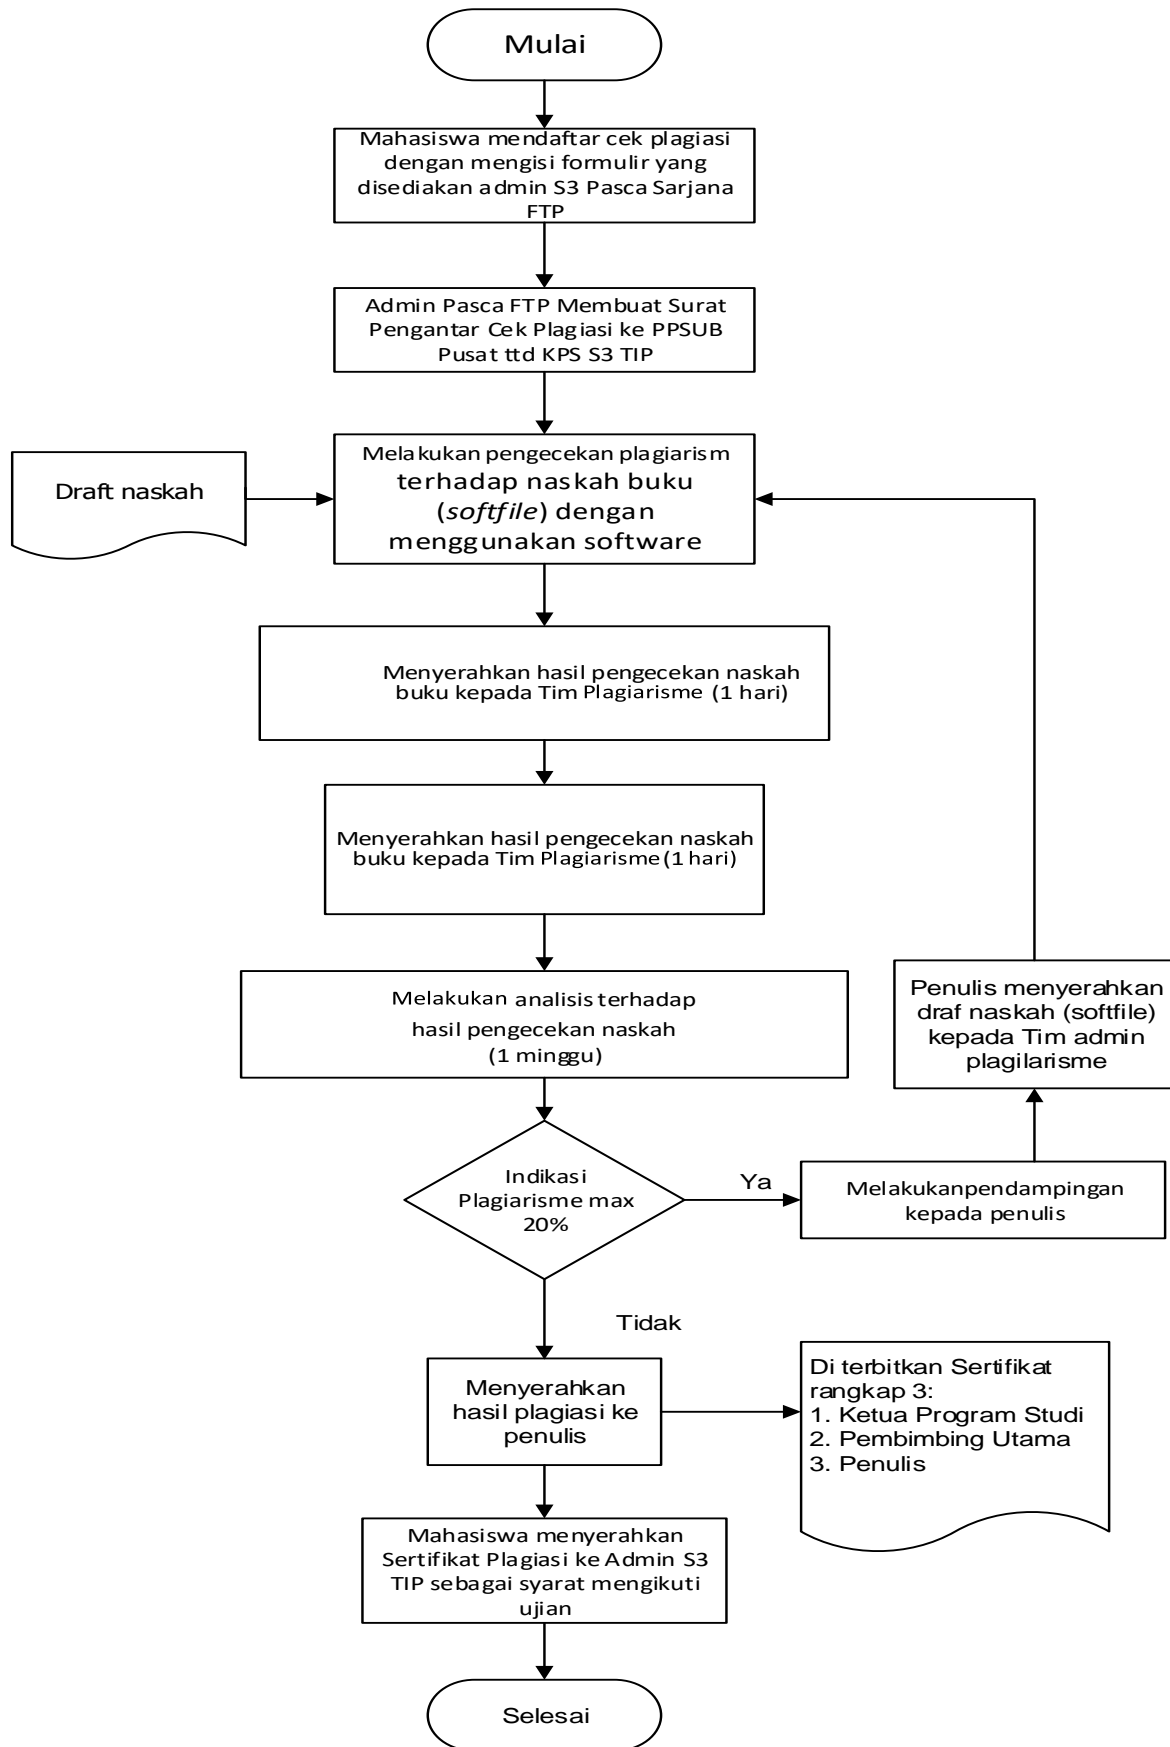 Mulai
Mahasiswa mendaftar cek plagiasi
dengan mengisi formulir yang
disediakan admin S3 Pasca Sarjana
FTP
Admin Pasca FTP Membuat Surat
Pengantar Cek Plagiasi ke PPSUB
Pusat ttd KPS S3 TIP
Draft naskah
Melakukan pengecekan plagiarism
terhadap naskah buku
(softfile) dengan
menggunakan software
Menyerahkan hasil pengecekan naskah
buku kepada Tim Plagiarisme (1 hari)
Menyerahkan hasil pengecekan naskah
buku kepada Tim Plagiarisme (1 hari)
Melakukan analisis terhadap
hasil pengecekan naskah
(1 minggu)
Penulis menyerahkan
draf naskah (softfile)
kepada Tim admin
plagilarisme
Indikasi
Plagiarisme max
20%
Ya
Melakukanpendampingan
kepada penulis
Tidak
Menyerahkan
hasil plagiasi ke
penulis
Di terbitkan Sertifikat
rangkap 3:
1. Ketua Program Studi
2. Pembimbing Utama
3. Penulis
Mahasiswa menyerahkan
Sertifikat Plagiasi ke Admin S3
TIP sebagai syarat mengikuti
ujian
Selesai